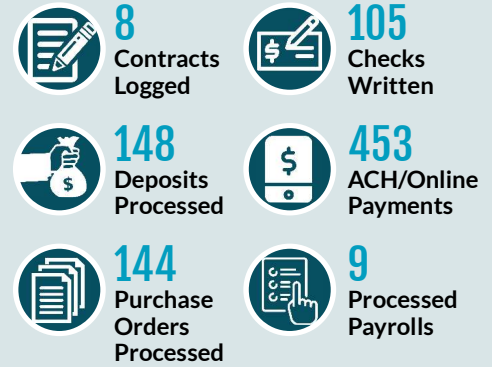 8
Contracts
Logged
105
Checks
Written
148
Deposits
Processed
453
ACH/Online
Payments
144
Purchase
Orders
Processed
9
Processed
Payrolls